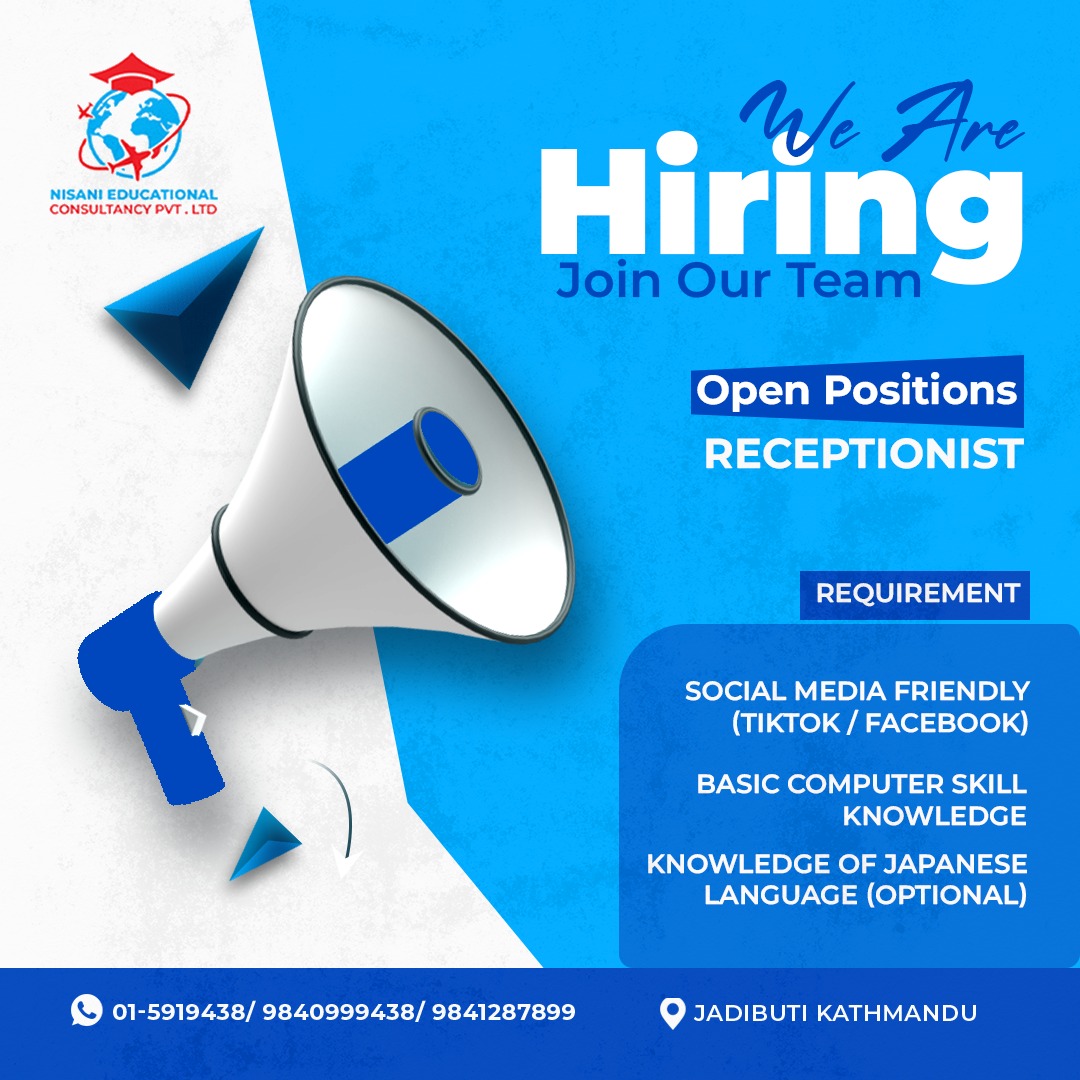 NISANI EDUCATIONAL
CONSULTANCY PVT . LTD
We Are
Hiring
Join Our Team
Open Positions
RECEPTIONIST
REQUIREMENT
SOCIAL MEDIA FRIENDLY
(TIKTOK / FACEBOOK)
BASIC COMPUTER SKILL
KNOWLEDGE
KNOWLEDGE OF JAPANESE
LANGUAGE (OPTIONAL)
01-5919438/ 9840999438/ 9841287899
JADIBUTI KATHMANDU